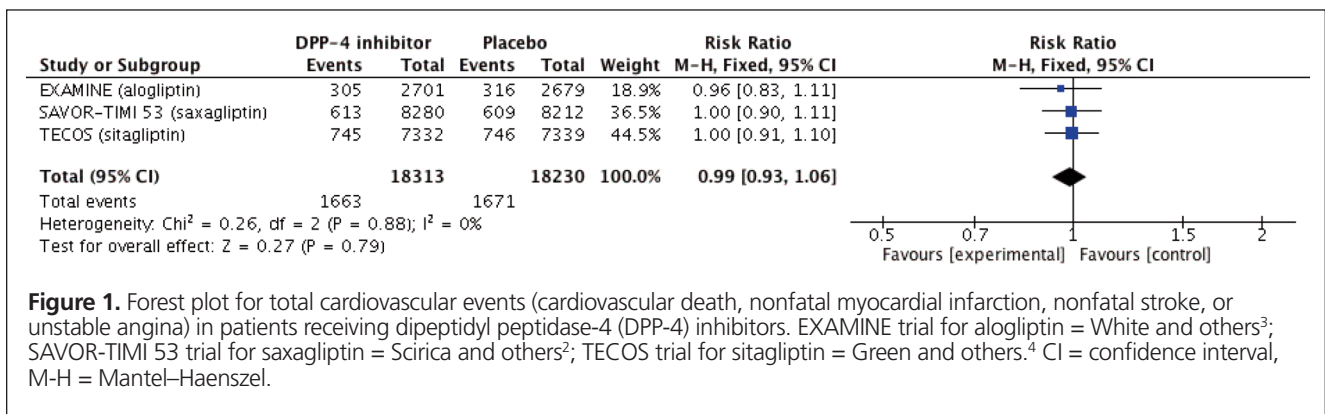 DPP-4 inhibitor Placebo Risk Ratio Risk Ratio
Study or Subgroup Events Total Events Total Weight M-H, Fixed, 95% CI M-H, Fixed, 95% CI
EXAMINE (alogliptin) 305 2701 316 2679 18.9% 0.96 [0.83, 1.11]
SAVOR-TIMI 53 (saxagliptin) 613 8280 609 8212 36.5% 1.00 [0.90, 1.11]
TECOS (sitagliptin) 745 7332 746 7339 44.5% 1.00 [0.91, 1.10]
Total (95% CI) 18313 18230 100.0% 0.99 [0.93, 1.06]
Total events 1663 1671
Heterogeneity: Chi² = 0.26, df = 2 (P = 0.88); I² = 0%
Test for overall effect: Z = 0.27 (P = 0.79)
0.5 0.7 1 1.5 2
Favours [experimental] Favours [control]
Figure 1. Forest plot for total cardiovascular events (cardiovascular death, nonfatal myocardial infarction, nonfatal stroke, or
unstable angina) in patients receiving dipeptidyl peptidase-4 (DPP-4) inhibitors. EXAMINE trial for alogliptin = White and others³;
SAVOR-TIMI 53 trial for saxagliptin = Scirica and others²; TECOS trial for sitagliptin = Green and others.⁴ CI = confidence interval,
M-H = Mantel–Haenszel.